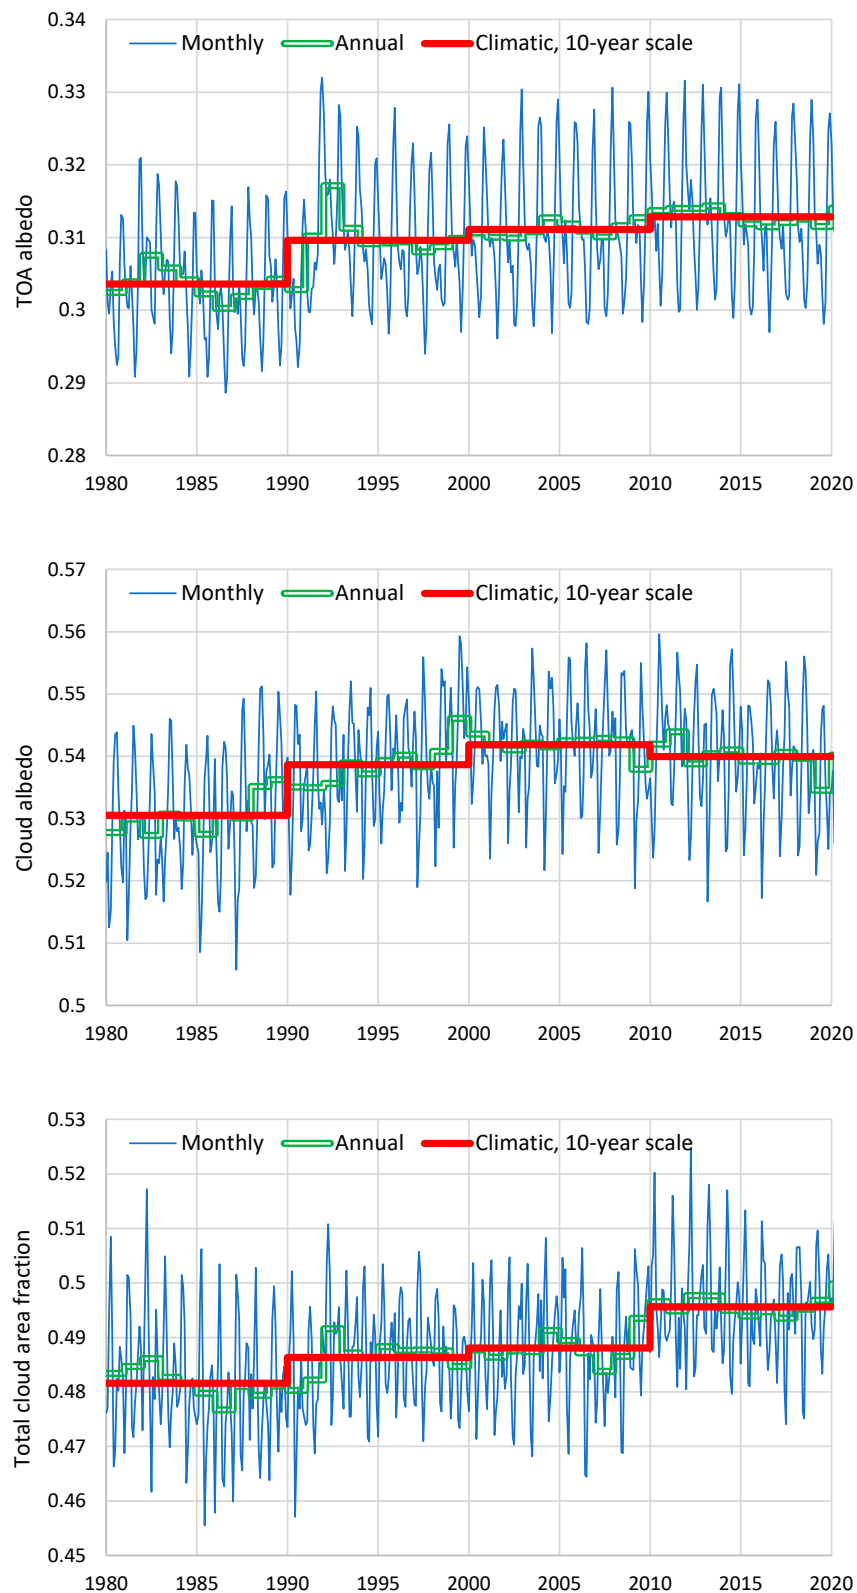 0.34
Monthly Annual Climatic, 10-year scale
0.33
0.32
0.31
0.3
0.29
0.28
TOA albedo
1980 1985 1990 1995 2000 2005 2010 2015 2020
0.57
Monthly Annual Climatic, 10-year scale
0.56
0.55
0.54
0.53
0.52
0.51
0.5
Cloud albedo
1980 1985 1990 1995 2000 2005 2010 2015 2020
0.53
Monthly Annual Climatic, 10-year scale
0.52
0.51
0.5
0.49
0.48
0.47
0.46
0.45
Total cloud area fraction
1980 1985 1990 1995 2000 2005 2010 2015 2020